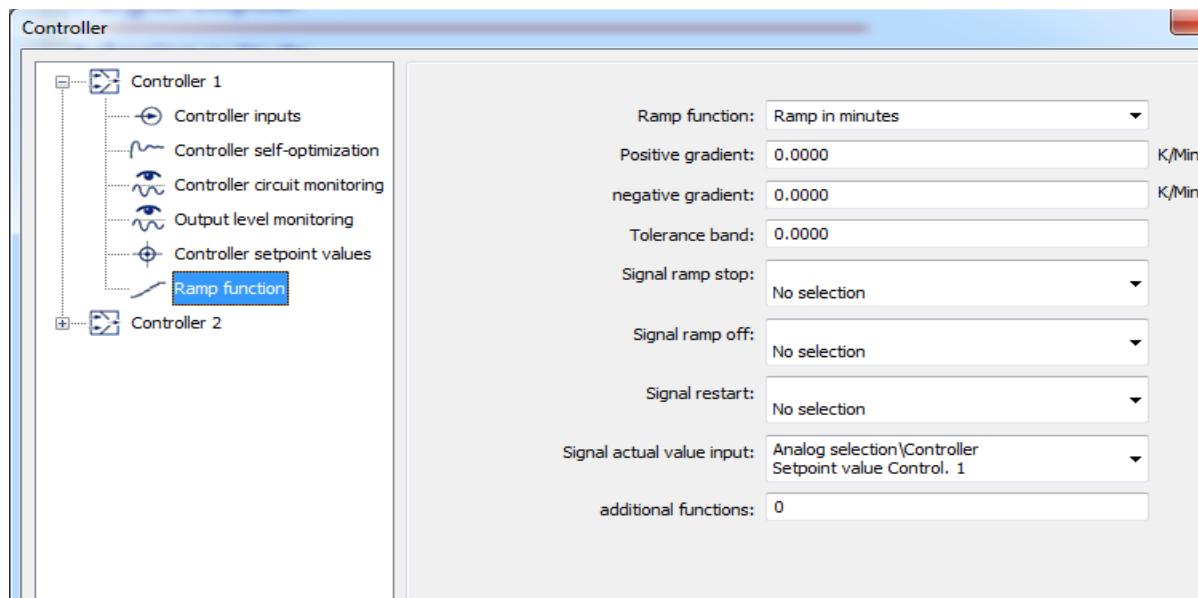 Controller
Controller 1
Controller inputs
Controller self-optimization
Controller circuit monitoring
Output level monitoring
Controller setpoint values
Ramp function
Controller 2
Ramp function: Ramp in minutes
Positive gradient: 0.0000 K/Min
negative gradient: 0.0000 K/Min
Tolerance band: 0.0000
Signal ramp stop:
No selection
Signal ramp off:
No selection
Signal restart:
No selection
Signal actual value input: Analog selection\Controller
Setpoint value Control. 1
additional functions: 0